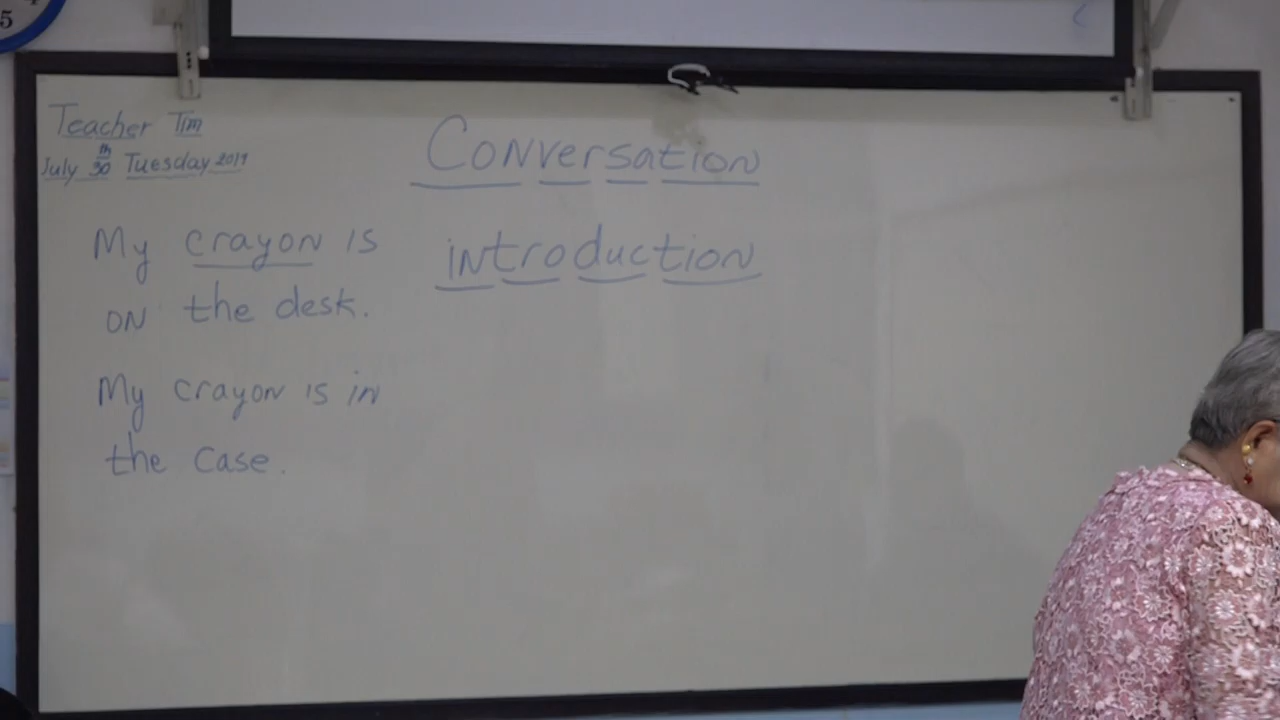 5
Teacher Tim
July 30th Tuesday 2019
My crayon is
on the desk.
My crayon is in
the case.
Conversation
introduction